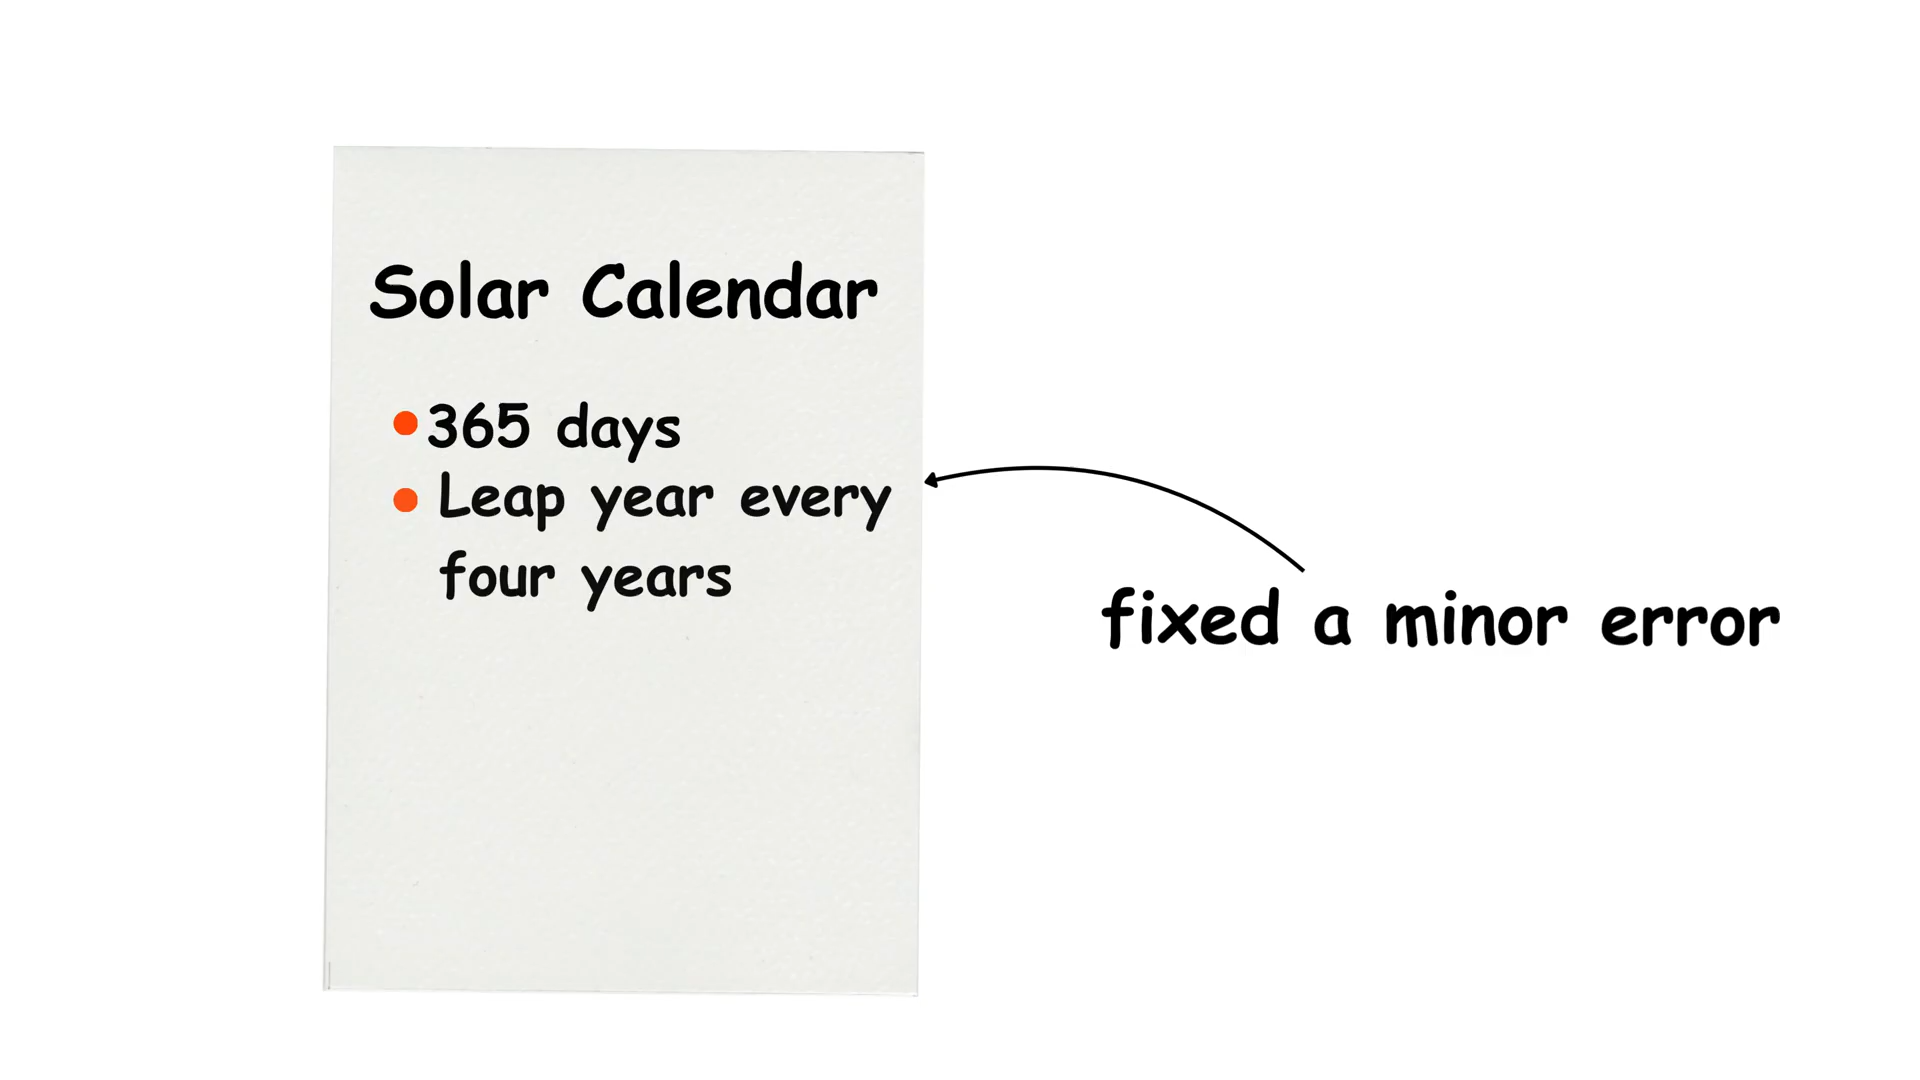 Solar Calendar
365 days
Leap year every
four years
fixed a minor error